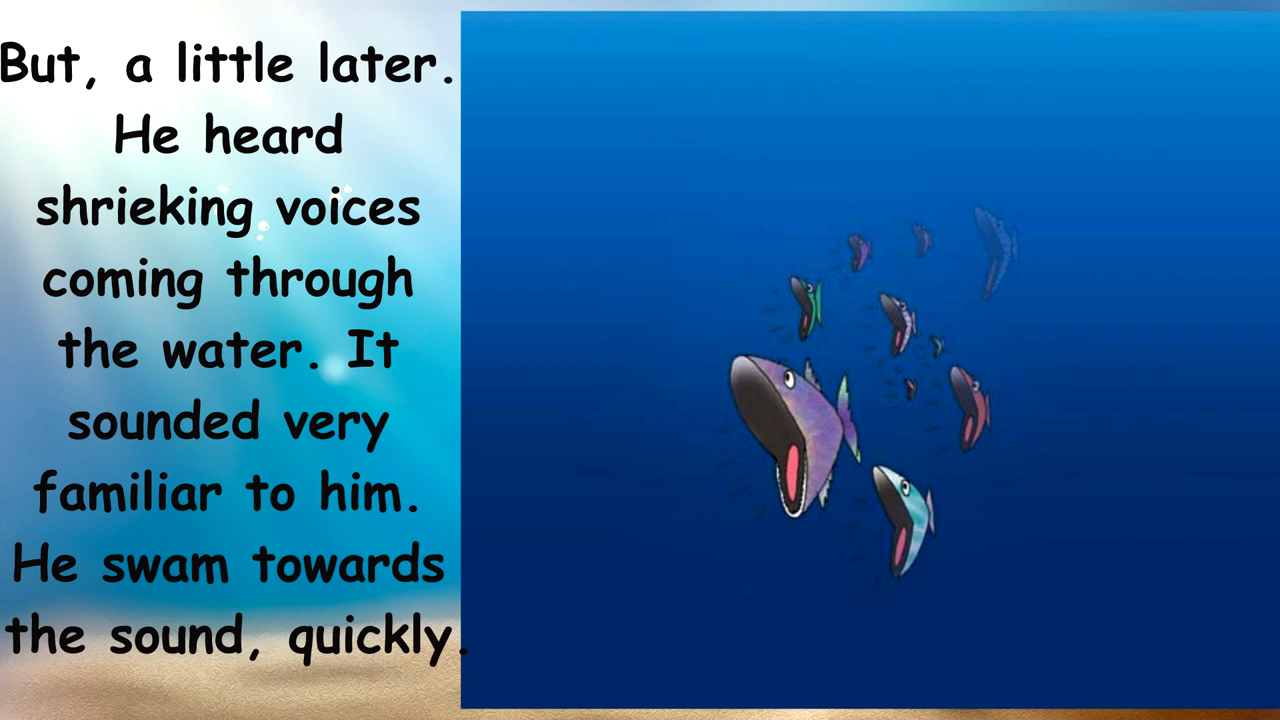 But, a little later.
He heard
shrieking voices
coming through
the water. It
sounded very
familiar to him.
He swam towards
the sound, quickly.